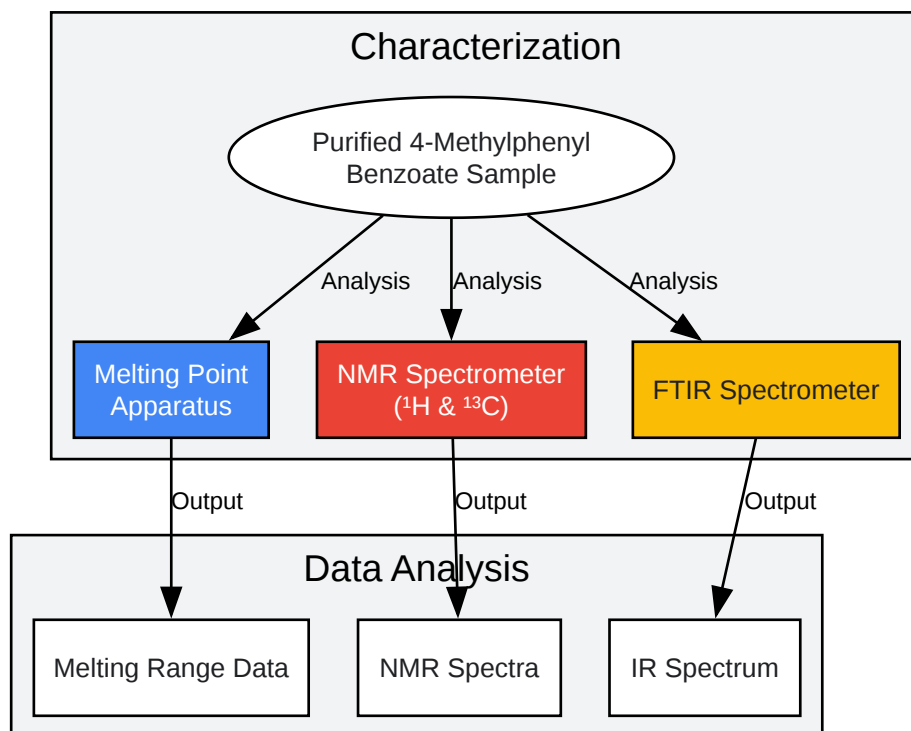 Characterization
Purified 4-Methylphenyl
Benzoate Sample
Analysis
Analysis
Analysis
Melting Point
Apparatus
NMR Spectrometer
(¹H & ¹³C)
FTIR Spectrometer
Output
Output
Output
Data Analysis
Melting Range Data
NMR Spectra
IR Spectrum